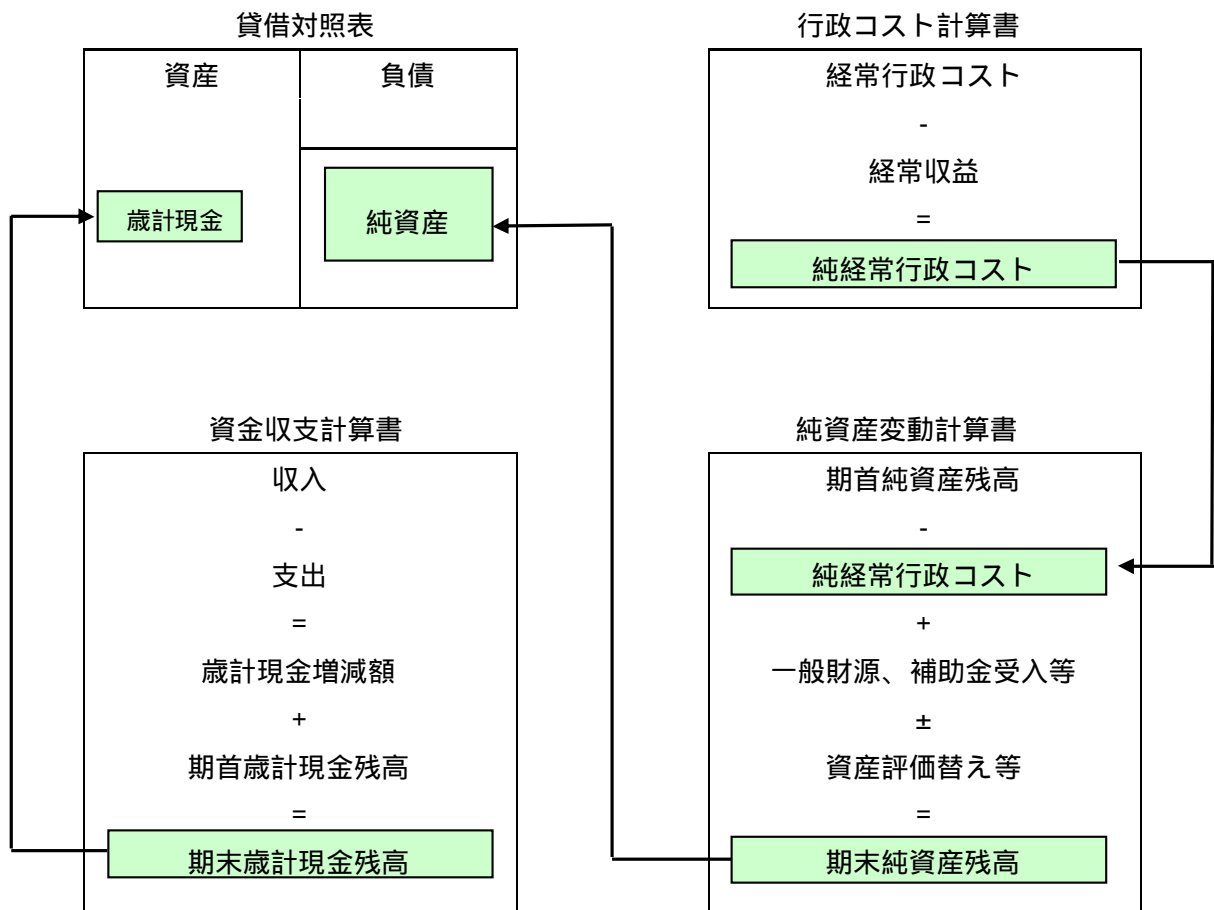 貸借対照表
資産
負債
歳計現金
純資産
行政コスト計算書
経常行政コスト
-
経常収益
=
純経常行政コスト
資金収支計算書
収入
-
支出
=
歳計現金増減額
+
期首歳計現金残高
=
期末歳計現金残高
純資産変動計算書
期首純資産残高
-
純経常行政コスト
+
一般財源、補助金受入等
±
資産評価替え等
=
期末純資産残高